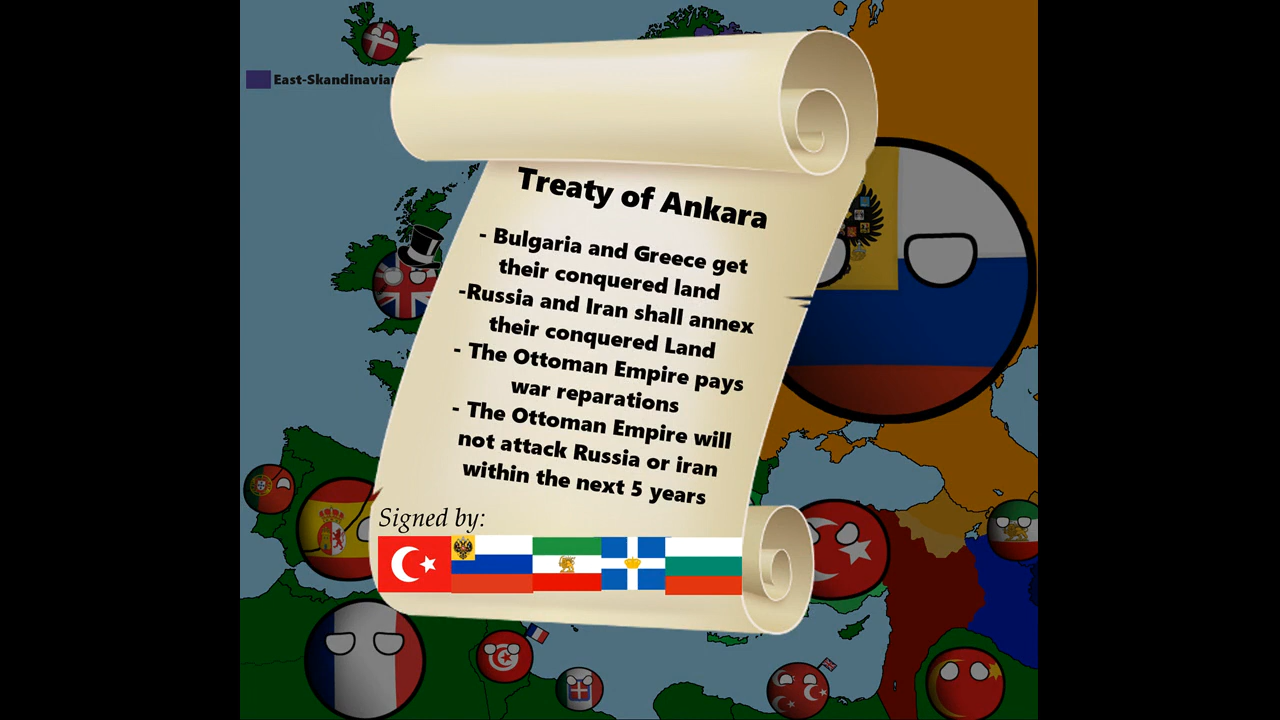 East-Skandinavia
Treaty of Ankara
- Bulgaria and Greece get
their conquered land
-Russia and Iran shall annex
their conquered Land
- The Ottoman Empire pays
war reparations
- The Ottoman Empire will
not attack Russia or iran
within the next 5 years
Signed by: